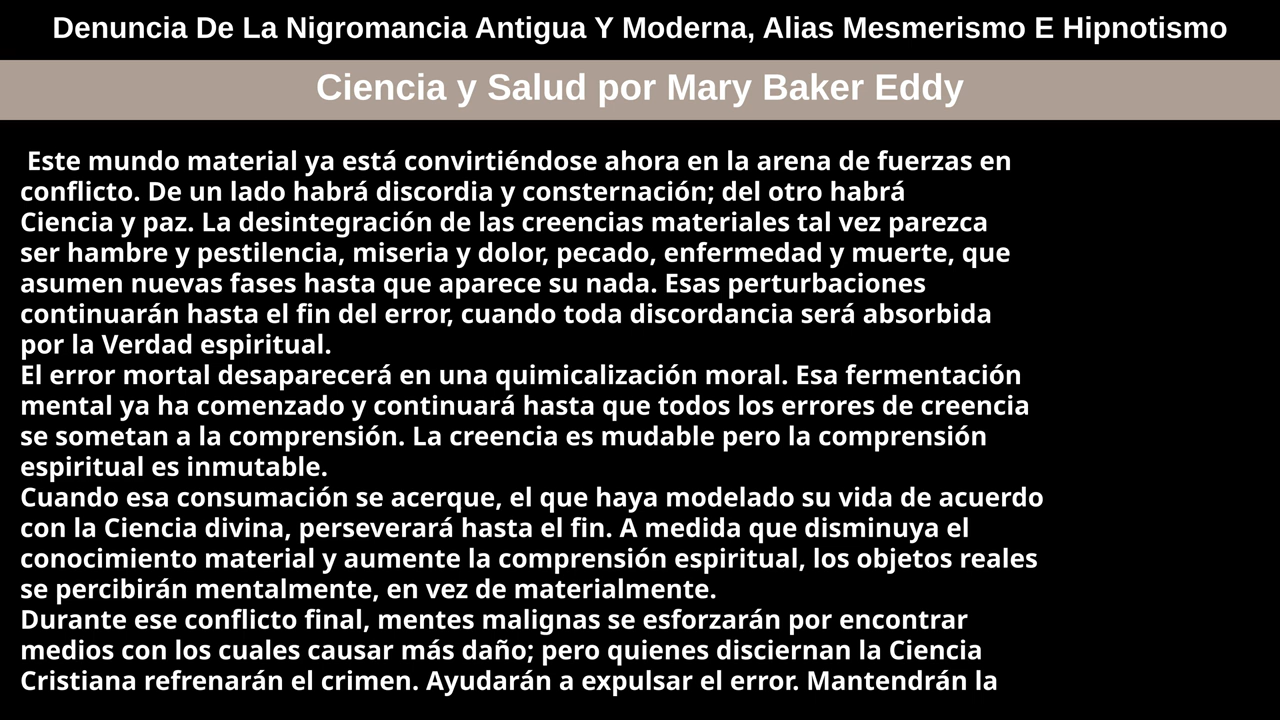 Denuncia De La Nigromancia Antigua Y Moderna, Alias Mesmerismo E Hipnotismo
Ciencia y Salud por Mary Baker Eddy
Este mundo material ya está convirtiéndose ahora en la arena de fuerzas en
conflicto. De un lado habrá discordia y consternación; del otro habrá
Ciencia y paz. La desintegración de las creencias materiales tal vez parezca
ser hambre y pestilencia, miseria y dolor, pecado, enfermedad y muerte, que
asumen nuevas fases hasta que aparece su nada. Esas perturbaciones
continuarán hasta el fin del error, cuando toda discordancia será absorbida
por la Verdad espiritual.
El error mortal desaparecerá en una quimicalización moral. Esa fermentación
mental ya ha comenzado y continuará hasta que todos los errores de creencia
se sometan a la comprensión. La creencia es mudable pero la comprensión
espiritual es inmutable.
Cuando esa consumación se acerque, el que haya modelado su vida de acuerdo
con la Ciencia divina, perseverará hasta el fin. A medida que disminuya el
conocimiento material y aumente la comprensión espiritual, los objetos reales
se percibirán mentalmente, en vez de materialmente.
Durante ese conflicto final, mentes malignas se esforzarán por encontrar
medios con los cuales causar más daño; pero quienes disciernan la Ciencia
Cristiana refrenarán el crimen. Ayudarán a expulsar el error. Mantendrán la